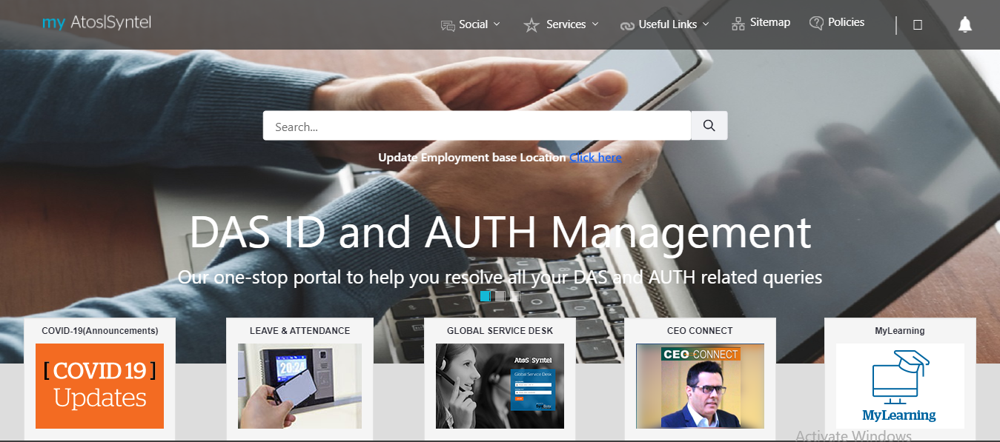 my Atos|Syntel
Social
Services
Useful Links
Sitemap
Policies
Search...
Update Employment base Location Click here
DAS ID and AUTH Management
Our one-stop portal to help you resolve all your DAS and AUTH related queries
COVID-19(Announcements)
LEAVE & ATTENDANCE
GLOBAL SERVICE DESK
CEO CONNECT
MyLearning
[COVID 19]
Updates
20:24
AtoS Syntel
Global Service Desk
CEO CONNECT
MyLearning
Activate Windows